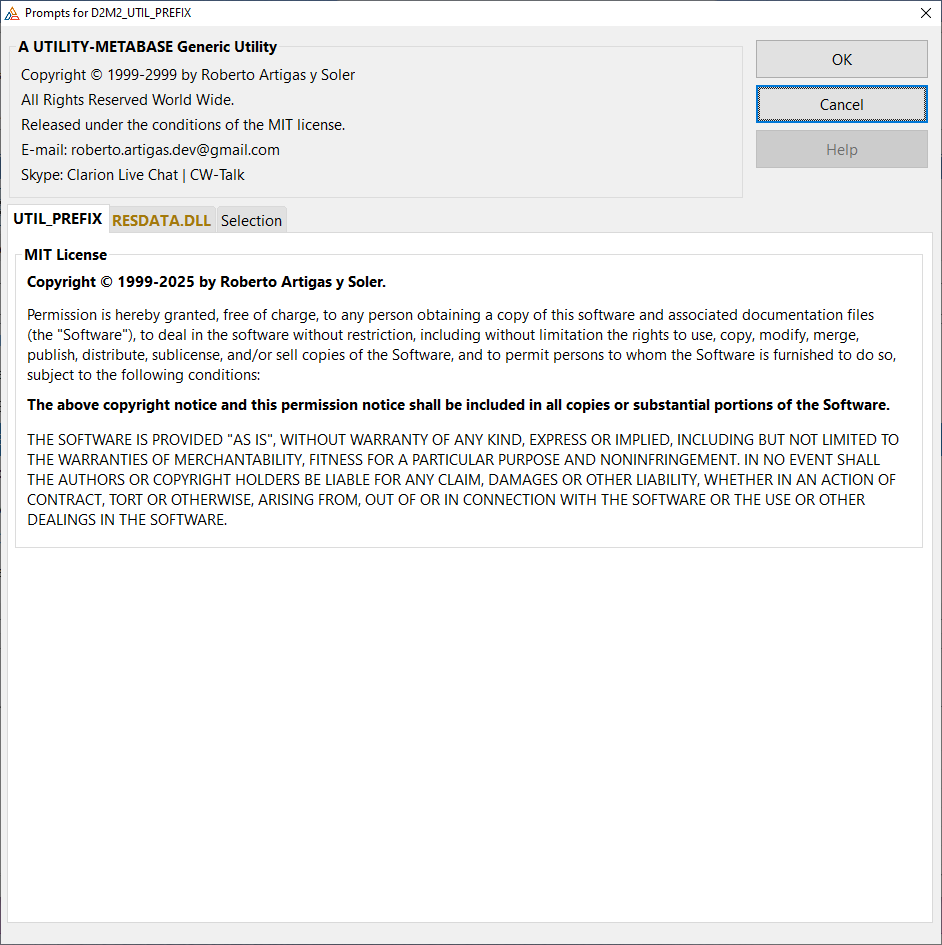 Prompts for D2M2_UTIL_PREFIX
A UTILITY-METABASE Generic Utility
Copyright © 1999-2999 by Roberto Artigas y Soler
All Rights Reserved World Wide.
Released under the conditions of the MIT license.
E-mail: roberto.artigas.dev@gmail.com
Skype: Clarion Live Chat | CW-Talk
OK
Cancel
Help
UTIL_PREFIX RESDATA.DLL Selection
MIT License
Copyright © 1999-2025 by Roberto Artigas y Soler.
Permission is hereby granted, free of charge, to any person obtaining a copy of this software and associated documentation files
(the "Software"), to deal in the software without restriction, including without limitation the rights to use, copy, modify, merge,
publish, distribute, sublicense, and/or sell copies of the Software, and to permit persons to whom the Software is furnished to do so,
subject to the following conditions:
The above copyright notice and this permission notice shall be included in all copies or substantial portions of the Software.
THE SOFTWARE IS PROVIDED "AS IS", WITHOUT WARRANTY OF ANY KIND, EXPRESS OR IMPLIED, INCLUDING BUT NOT LIMITED TO
THE WARRANTIES OF MERCHANTABILITY, FITNESS FOR A PARTICULAR PURPOSE AND NONINFRINGEMENT. IN NO EVENT SHALL
THE AUTHORS OR COPYRIGHT HOLDERS BE LIABLE FOR ANY CLAIM, DAMAGES OR OTHER LIABILITY, WHETHER IN AN ACTION OF
CONTRACT, TORT OR OTHERWISE, ARISING FROM, OUT OF OR IN CONNECTION WITH THE SOFTWARE OR THE USE OR OTHER
DEALINGS IN THE SOFTWARE.